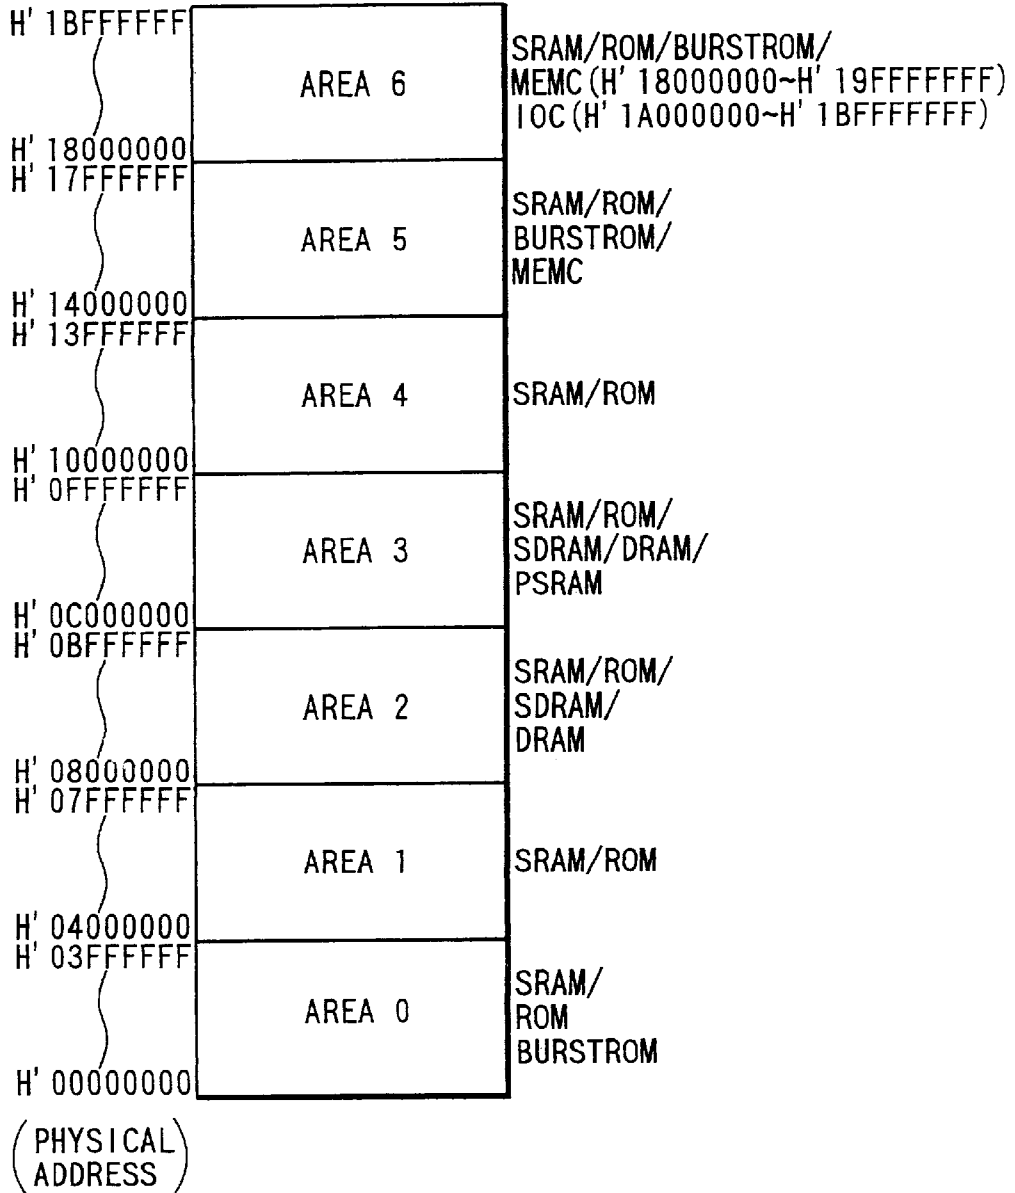 H' 1BFFFFFF
AREA 6
SRAM/ROM/BURSTROM/
MEMC(H' 18000000~H' 19FFFFFFF)
IOC(H' 1A000000~H' 1BFFFFFFF)
H' 18000000
H' 17FFFFFF
AREA 5
SRAM/ROM/
BURSTROM/
MEMC
H' 14000000
H' 13FFFFFF
AREA 4
SRAM/ROM
H' 10000000
H' 0FFFFFFF
AREA 3
SRAM/ROM/
SDRAM/DRAM/
PSRAM
H' 0C000000
H' 0BFFFFFF
AREA 2
SRAM/ROM/
SDRAM/
DRAM
H' 08000000
H' 07FFFFFF
AREA 1
SRAM/ROM
H' 04000000
H' 03FFFFFF
AREA 0
SRAM/
ROM
BURSTROM
H' 00000000
(PHYSICAL
ADDRESS)